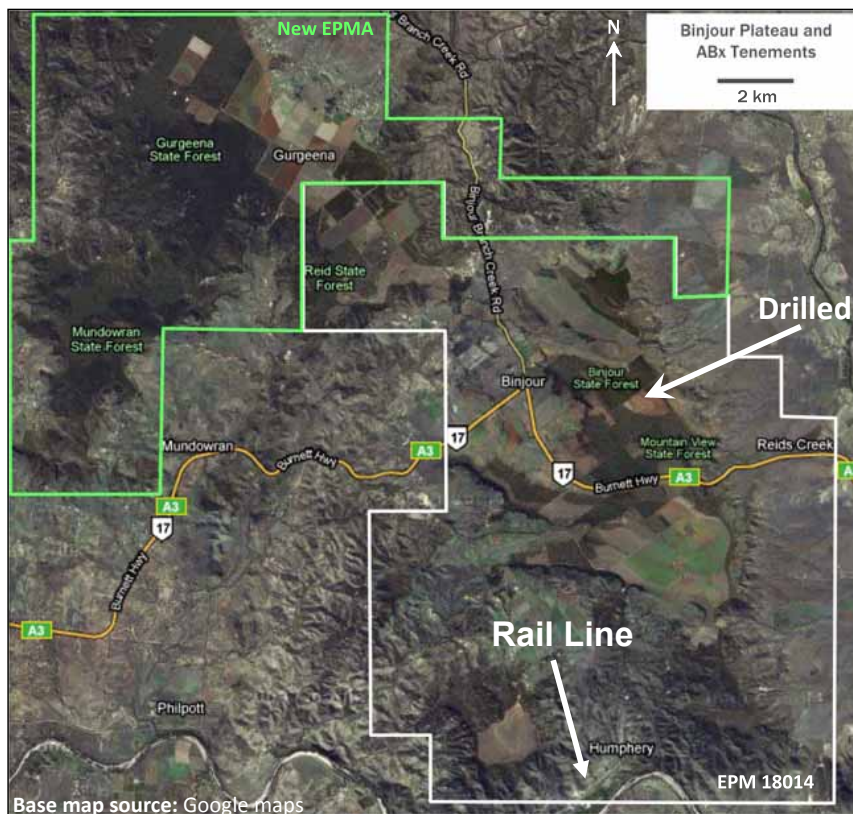 New EPMA
Branch Creek Rd
N
Binjour Plateau and
ABx Tenements
2 km
Gurgeena
State Forest
Gurgeena
Binjour Branch Creek Rd
Reid State
Forest
Mundowran
State Forest
Drilled
Binjour
Binjour
State Forest
Mundowran
Burnett Hwy
A3
17
Mountain View
State Forest
Reids Creek
17
Burnett Hwy
A3
A3
17
Burnett Hwy
A3
Rail Line
Philpott
Humphery
EPM 18014
Base map source: Google maps